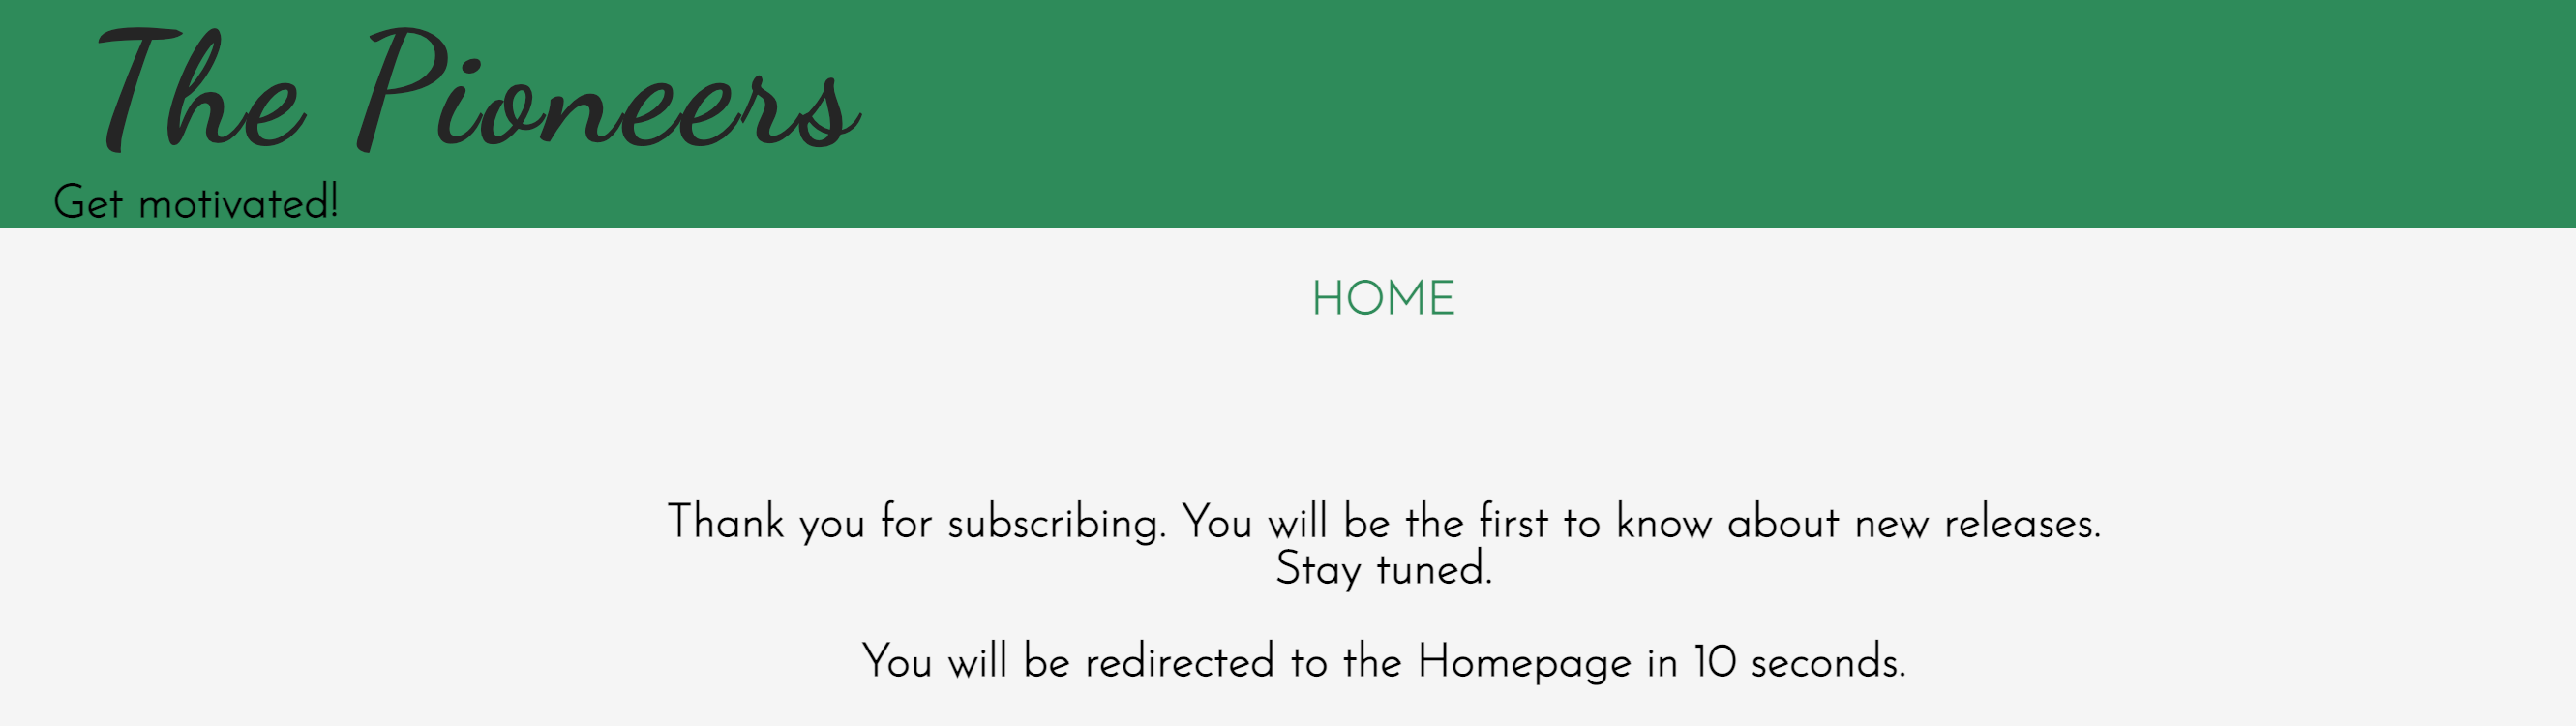 The Pioneers
Get motivated!
HOME
Thank you for subscribing. You will be the first to know about new releases.
Stay tuned.
You will be redirected to the Homepage in 10 seconds.